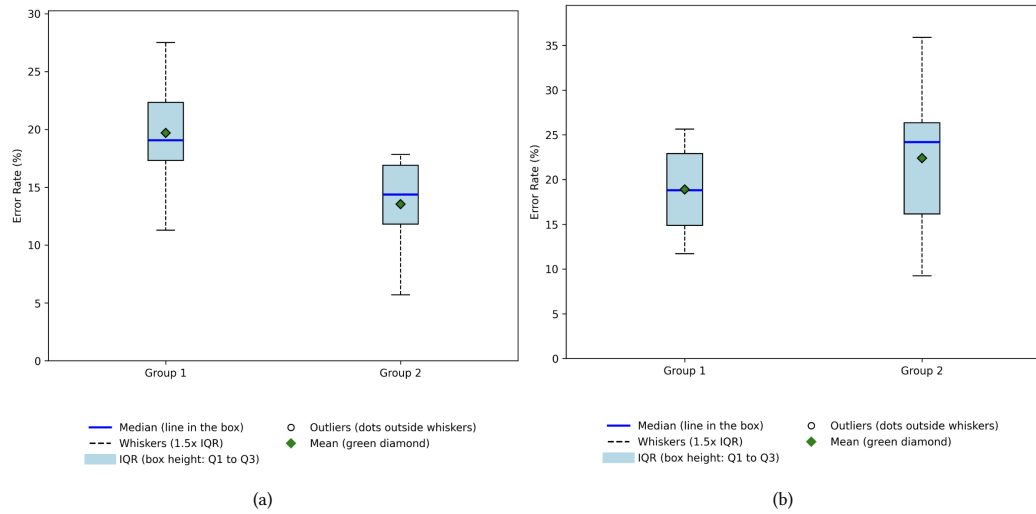 30
25
20
15
10
5
0
Error Rate (%)
Group 1 Group 2
Median (line in the box) Outliers (dots outside whiskers)
Whiskers (1.5x IQR) Mean (green diamond)
IQR (box height: Q1 to Q3)
(a)
35
30
25
20
15
10
5
0
Error Rate (%)
Group 1 Group 2
Median (line in the box) Outliers (dots outside whiskers)
Whiskers (1.5x IQR) Mean (green diamond)
IQR (box height: Q1 to Q3)
(b)